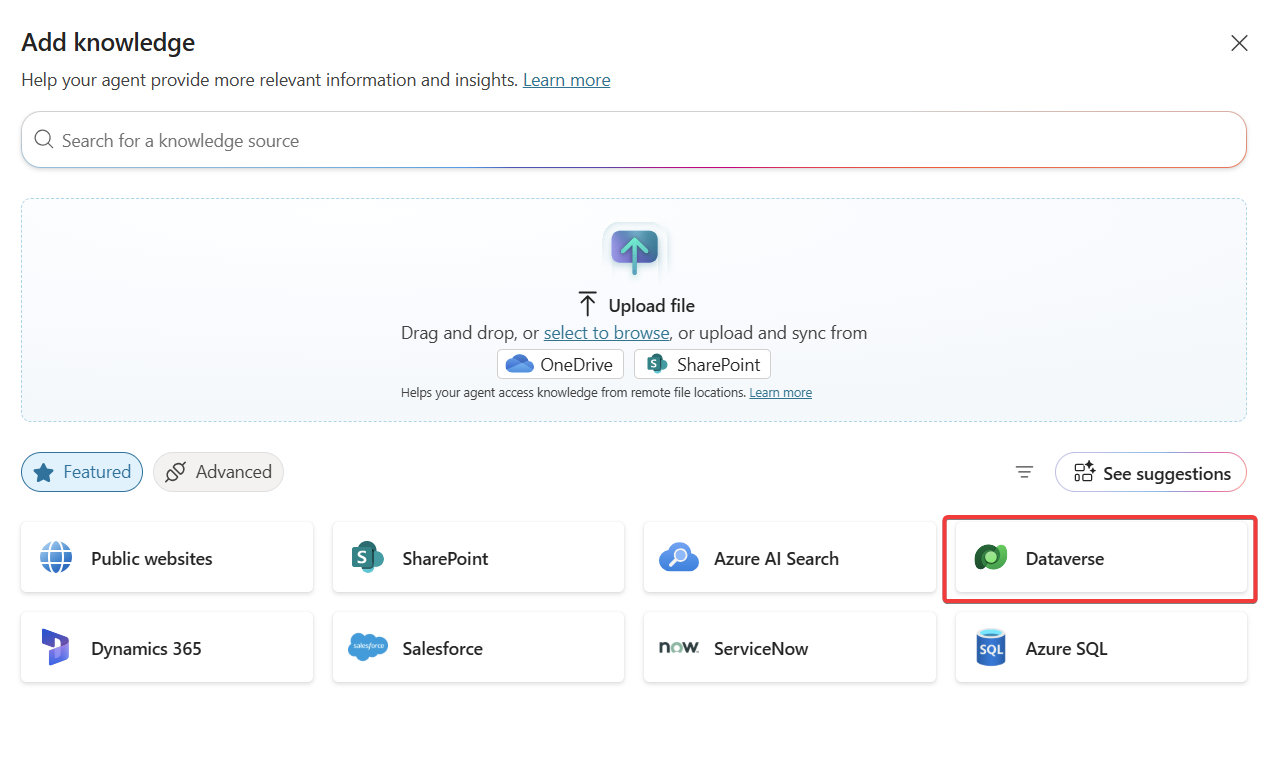 Add knowledge
Help your agent provide more relevant information and insights. Learn more
Search for a knowledge source
Upload file
Drag and drop, or select to browse, or upload and sync from
OneDrive
S SharePoint
Helps your agent access knowledge from remote file locations. Learn more
Featured
Advanced
See suggestions
Public websites
S SharePoint
Azure AI Search
Dataverse
Dynamics 365
salesforce Salesforce
now. ServiceNow
SQL Azure SQL